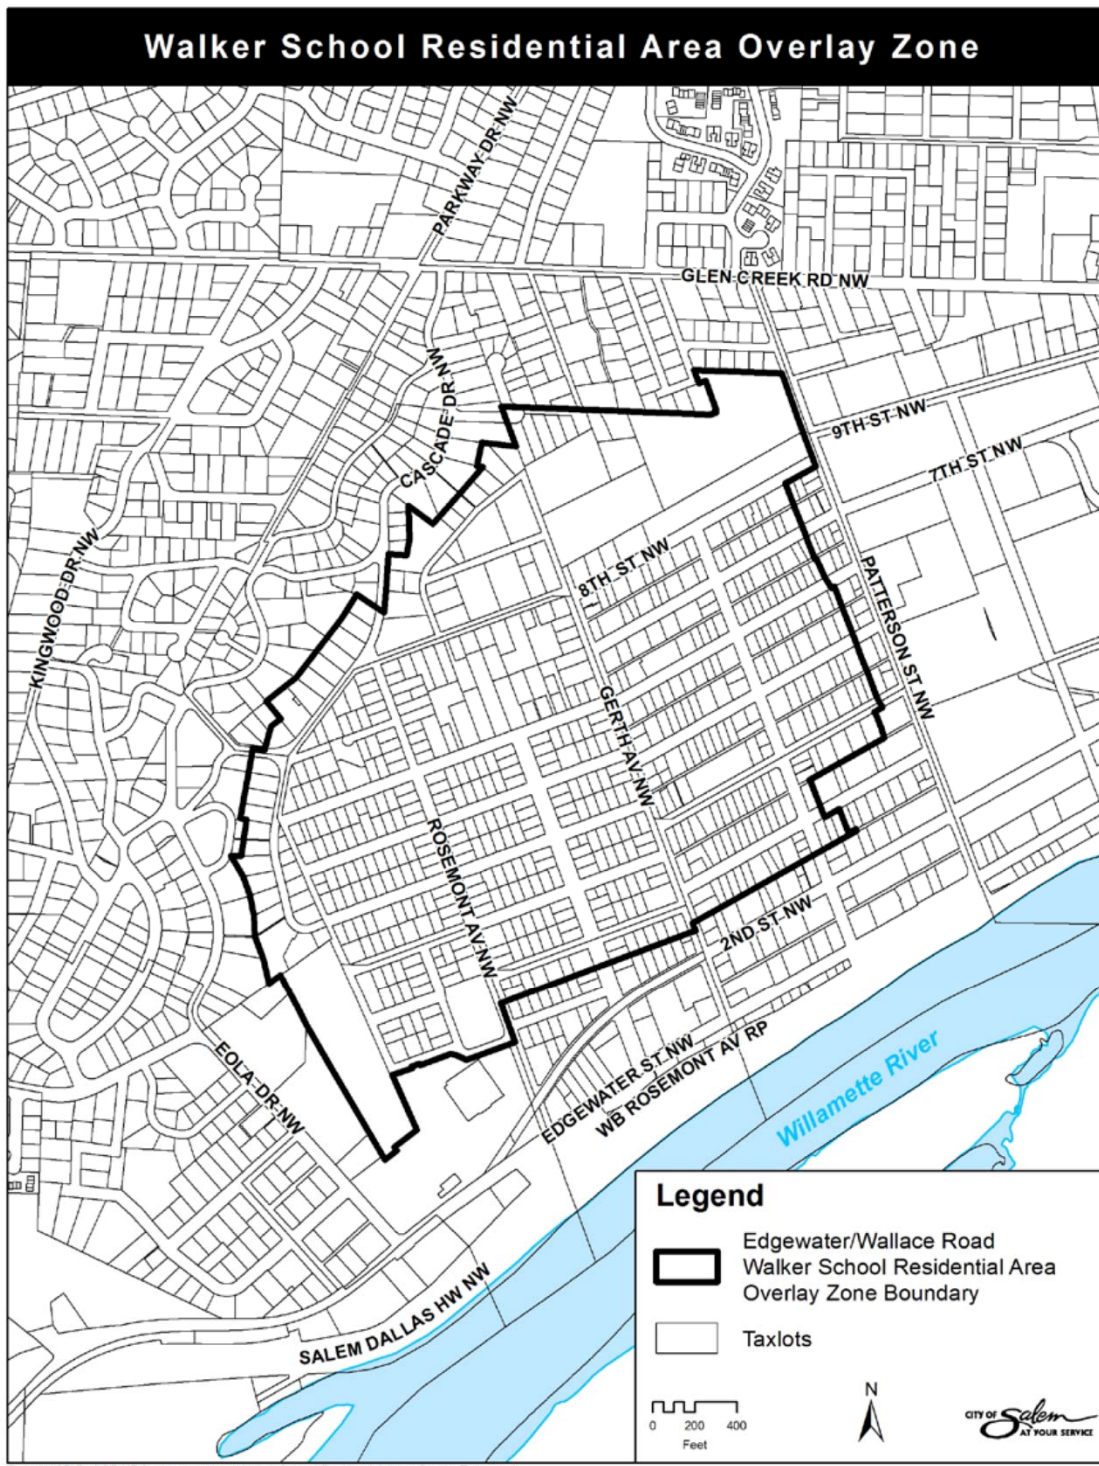 Walker School Residential Area Overlay Zone
PARKWAY DR NW
GLEN CREEK RD NW
CASCADE DR NW
9TH ST NW
7TH ST NW
KINGWOOD DR NW
8TH ST NW
PATTERSON ST NW
GERTH AV NW
ROSEMONT AV NW
2ND ST NW
EOLA DR NW
EDGEWATER ST NW
WB ROSEMONT AV RP
Willamette River
SALEM DALLAS HW NW
Legend
Edgewater/Wallace Road
Walker School Residential Area
Overlay Zone Boundary
Taxlots
0 200 400
Feet
N
CITY OF Salem
AT YOUR SERVICE